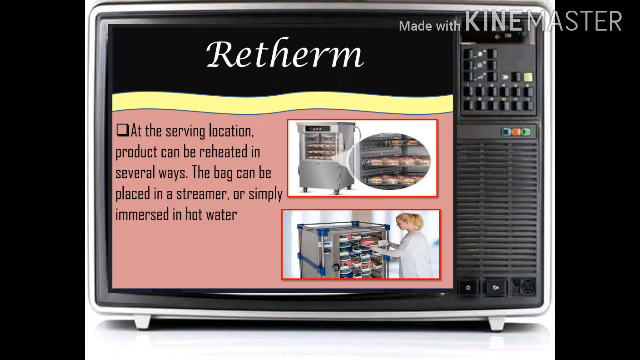 Made with KINEMASTER
Retherm
❑At the serving location,
product can be reheated in
several ways. The bag can be
placed in a streamer, or simply
immersed in hot water